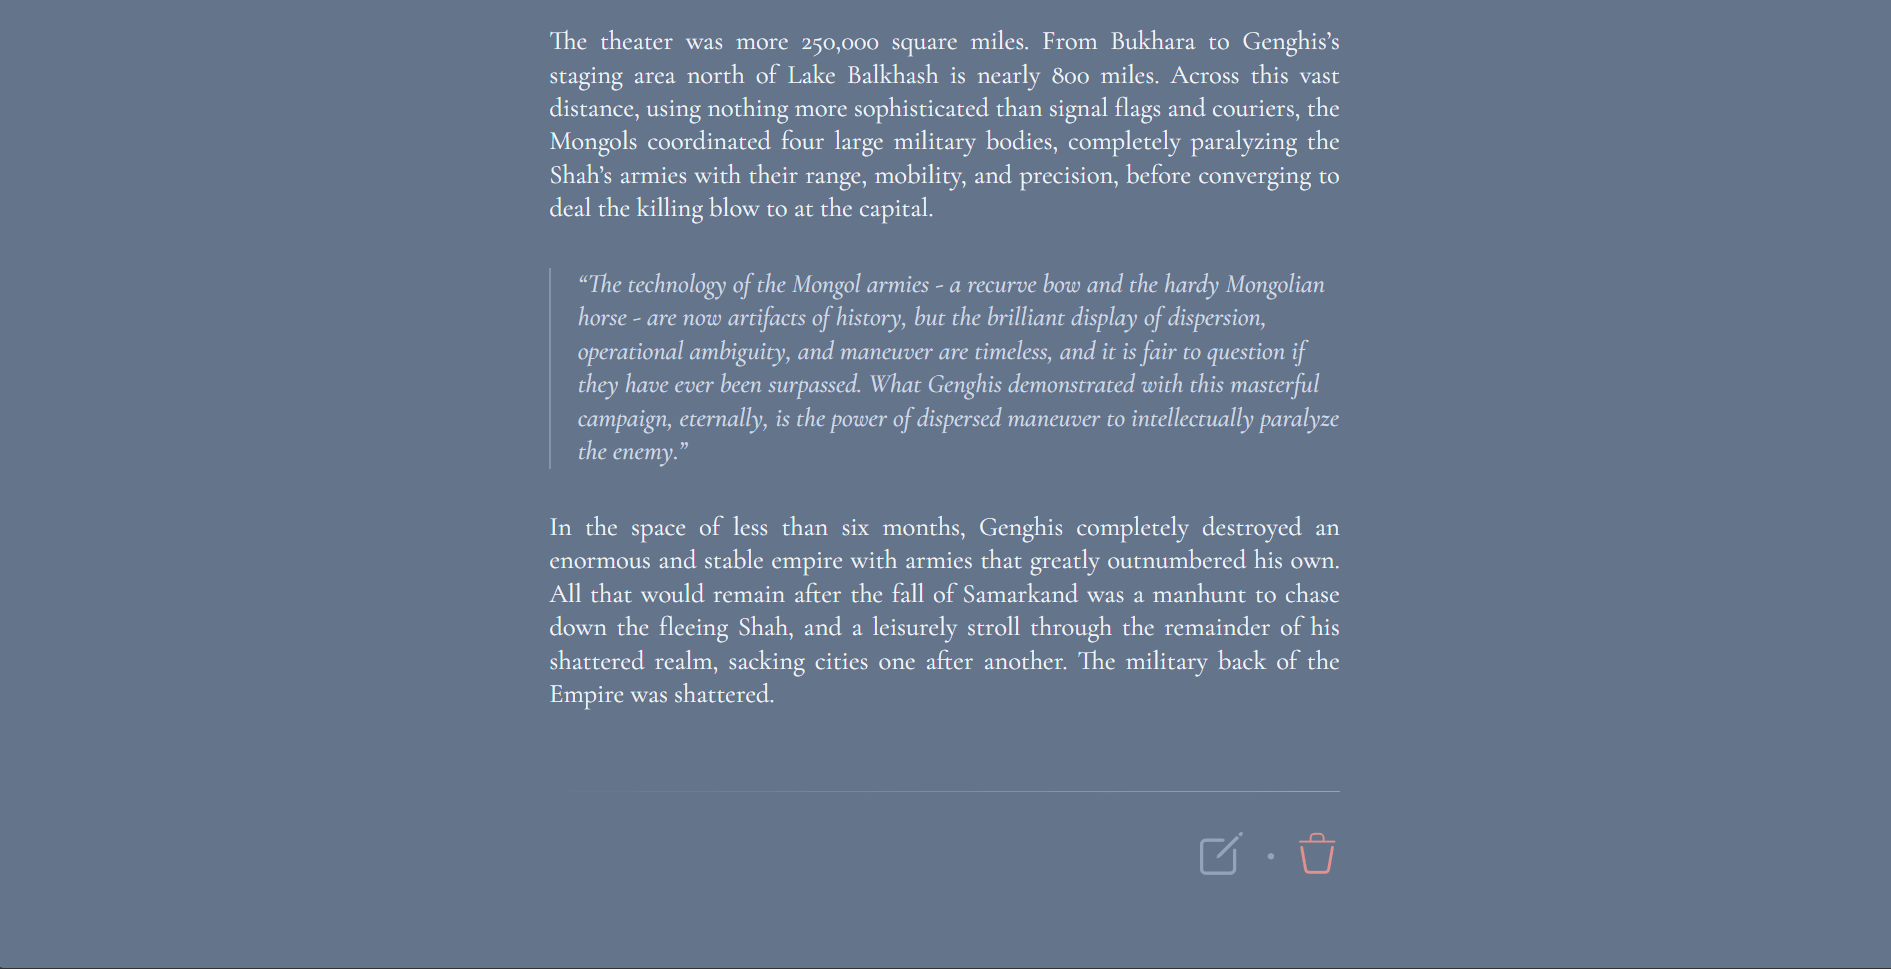 The theater was more 250,000 square miles. From Bukhara to Genghis’s
staging area north of Lake Balkhash is nearly 800 miles. Across this vast
distance, using nothing more sophisticated than signal flags and couriers, the
Mongols coordinated four large military bodies, completely paralyzing the
Shah’s armies with their range, mobility, and precision, before converging to
deal the killing blow to at the capital.
“The technology of the Mongol armies - a recurve bow and the hardy Mongolian
horse - are now artifacts of history, but the brilliant display of dispersion,
operational ambiguity, and maneuver are timeless, and it is fair to question if
they have ever been surpassed. What Genghis demonstrated with this masterful
campaign, eternally, is the power of dispersed maneuver to intellectually paralyze
the enemy.”
In the space of less than six months, Genghis completely destroyed an
enormous and stable empire with armies that greatly outnumbered his own.
All that would remain after the fall of Samarkand was a manhunt to chase
down the fleeing Shah, and a leisurely stroll through the remainder of his
shattered realm, sacking cities one after another. The military back of the
Empire was shattered.